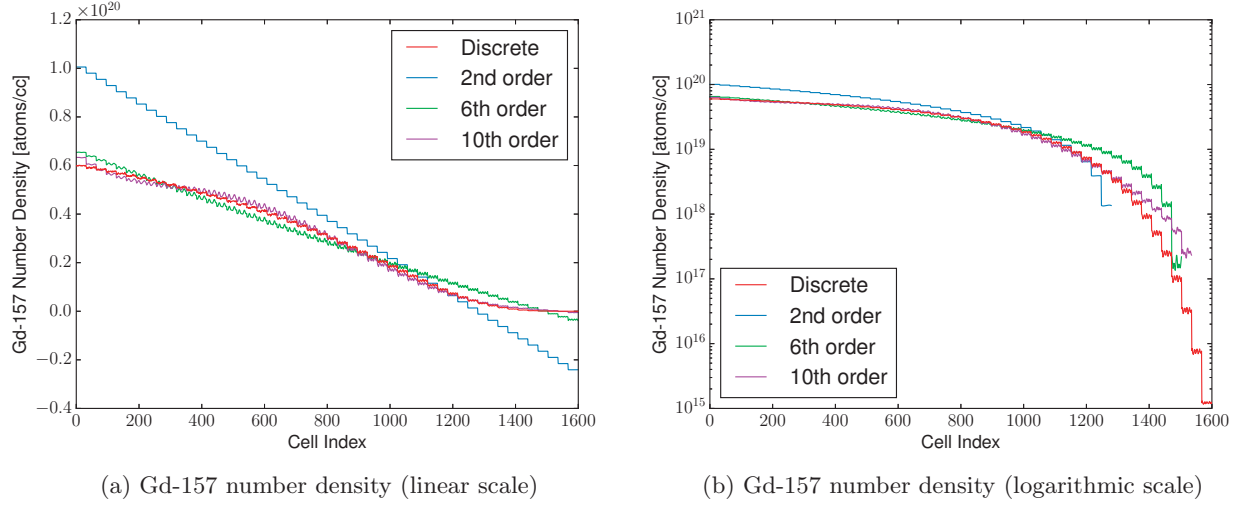 1.2 1e20
1.0
0.8
0.6
0.4
0.2
0.0
−0.2
−0.4
Gd-157 Number Density [atoms/cc]
Discrete
2nd order
6th order
10th order
0 200 400 600 800 1000 1200 1400 1600
Cell Index
(a) Gd-157 number density (linear scale)
10^21
10^20
10^19
10^18
10^17
10^16
10^15
Gd-157 Number Density [atoms/cc]
Discrete
2nd order
6th order
10th order
0 200 400 600 800 1000 1200 1400 1600
Cell Index
(b) Gd-157 number density (logarithmic scale)